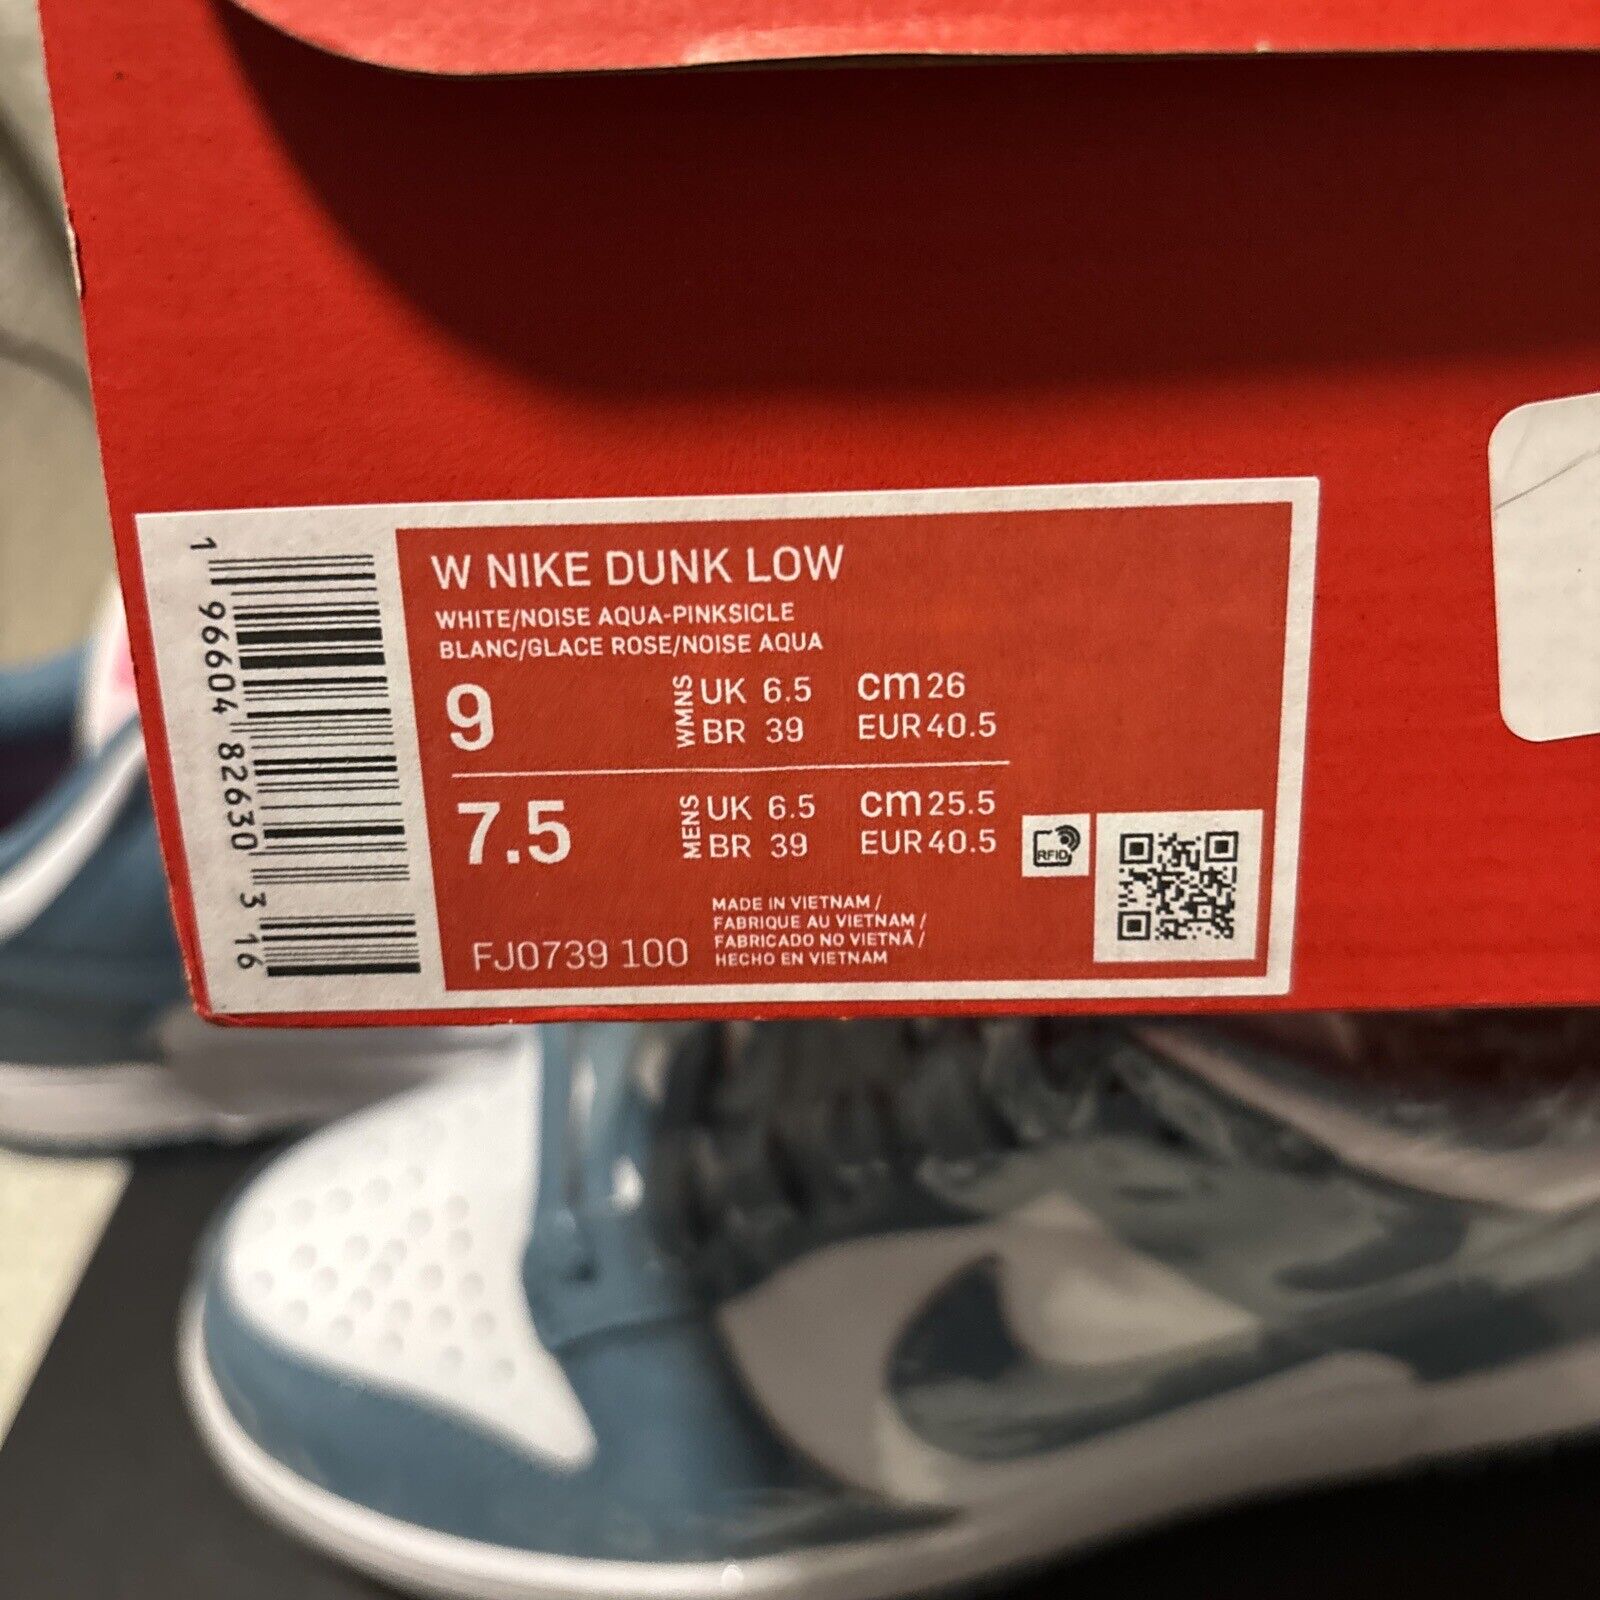 W NIKE DUNK LOW
WHITE/NOISE AQUA-PINKSICLE
BLANC/GLACE ROSE/NOISE AQUA
9 WMNS UK 6.5 cm 26
BR 39 EUR 40.5
7.5 MENS UK 6.5 cm 25.5
BR 39 EUR 40.5
RFID
MADE IN VIETNAM /
FABRIQUE AU VIETNAM /
FABRICADO NO VIETNÃ /
HECHO EN VIETNAM
FJ0739 100
1 96604 82630 3 16